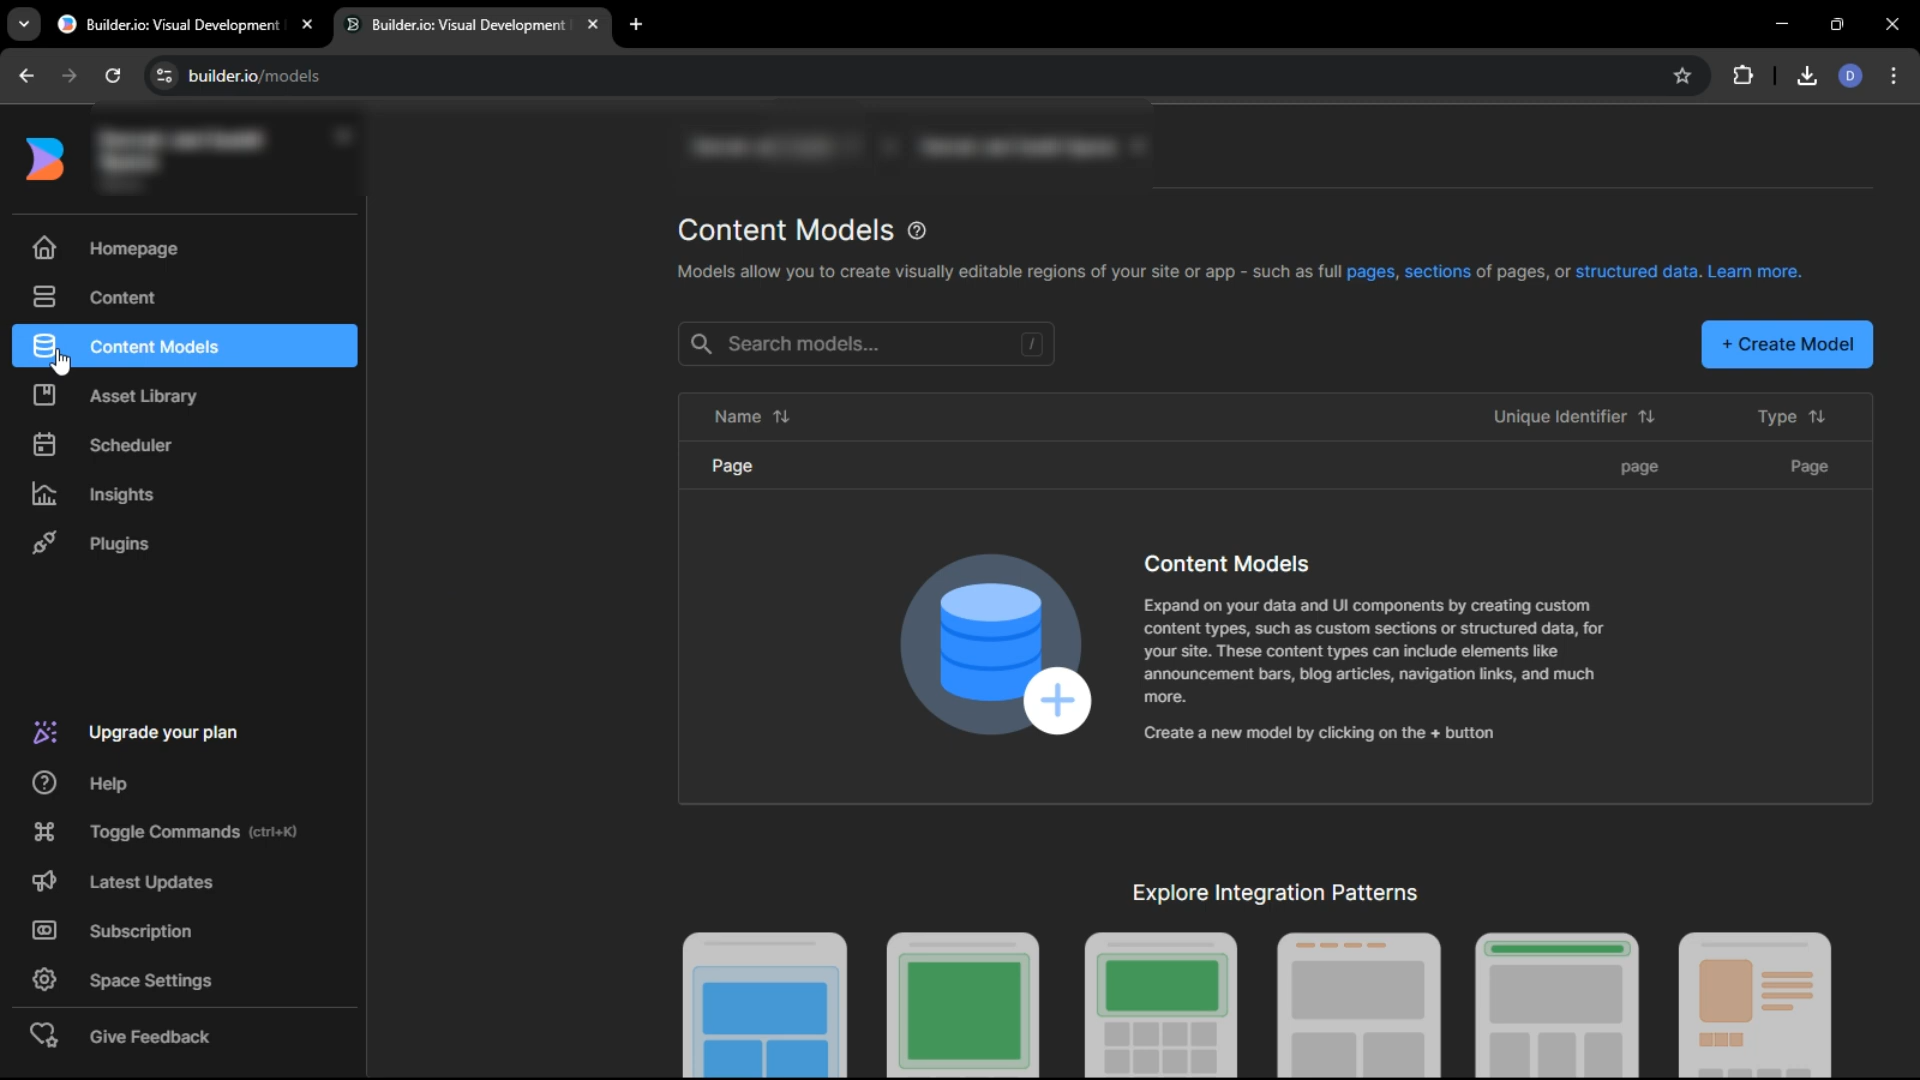 Builder.io: Visual Development
Builder.io: Visual Development
builder.io/models
D
Homepage
Content
Content Models
Asset Library
Scheduler
Insights
Plugins
Upgrade your plan
Help
Toggle Commands (ctrl+K)
Latest Updates
Subscription
Space Settings
Give Feedback
Content Models
Models allow you to create visually editable regions of your site or app - such as full pages, sections of pages, or structured data. Learn more.
Search models... /
+ Create Model
Name Unique Identifier Type
Page page Page
Content Models
Expand on your data and UI components by creating custom
content types, such as custom sections or structured data, for
your site. These content types can include elements like
announcement bars, blog articles, navigation links, and much
more.
Create a new model by clicking on the + button
Explore Integration Patterns